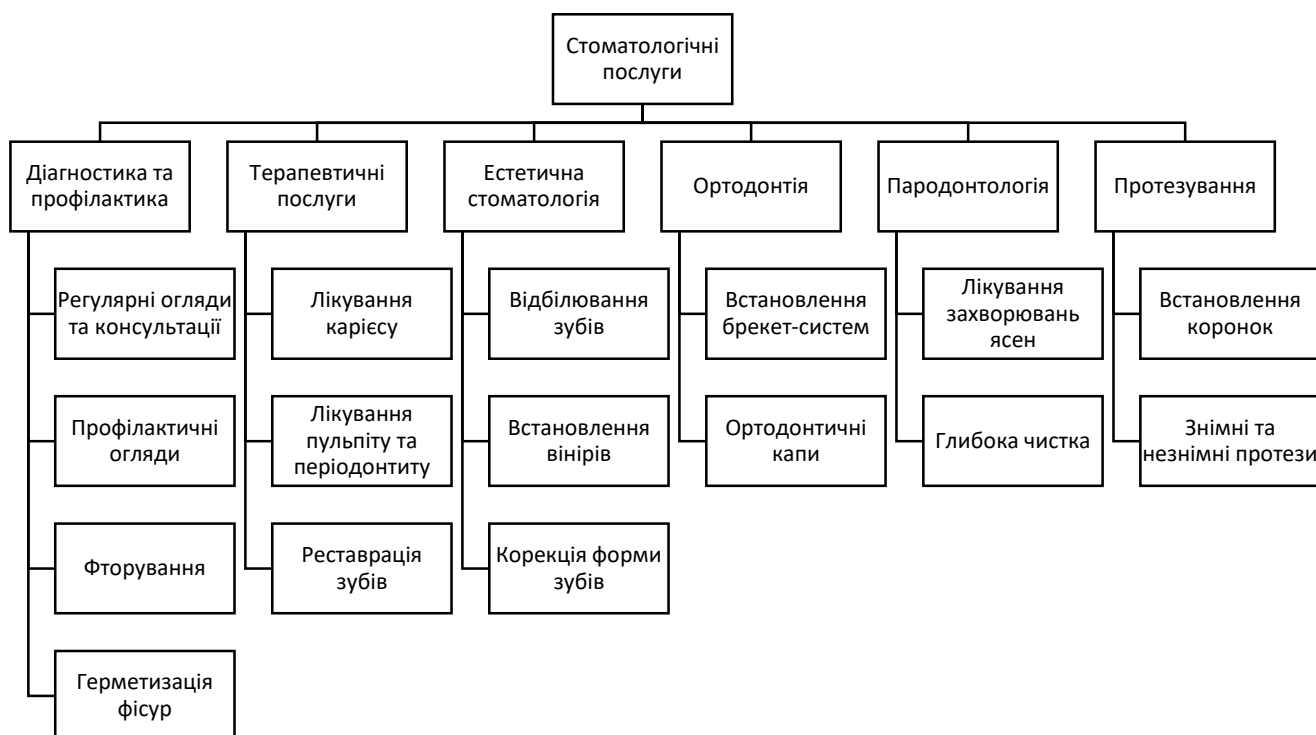 Стоматологічні
послуги
Діагностика та
профілактика
Терапевтичні
послуги
Естетична
стоматологія
Ортодонтія
Пародонтологія
Протезування
Регулярні огляди
та консультації
Профілактичні
огляди
Фторування
Герметизація
фісур
Лікування
карієсу
Лікування
пульпіту та
періодонтиту
Реставрація
зубів
Відбілювання
зубів
Встановлення
вінірів
Корекція форми
зубів
Встановлення
брекет-систем
Ортодонтичні
капи
Лікування
захворювань
ясен
Глибока чистка
Встановлення
коронок
Знімні та
незнімні протези